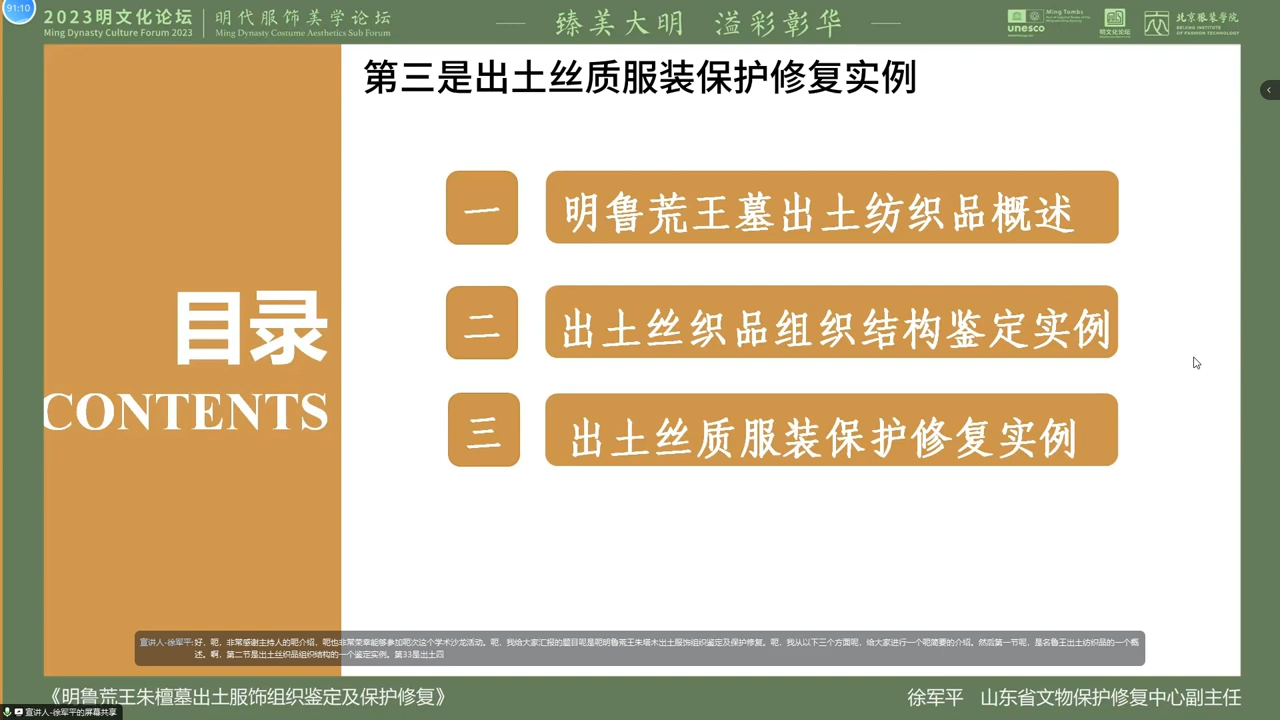 91:10
2023明文化论坛
Ming Dynasty Culture Forum 2023
明代服饰美学论坛
Ming Dynasty Costume Aesthetics Sub Forum
臻美大明 溢彩彰华
unesco
Ming Tombs
明文化论坛
北京服装学院
BEIJING INSTITUTE OF FASHION TECHNOLOGY
第三是出土丝质服装保护修复实例
目录
CONTENTS
一 明鲁荒王墓出土纺织品概述
二 出土丝织品组织结构鉴定实例
三 出土丝质服装保护修复实例
宣讲人-徐军平:好，呃，非常感谢主持人的呃介绍，呃也非常荣幸能够参加呃次这个学术沙龙活动。呃，我给大家汇报的题目呢是呃明鲁荒王朱塔木出土服饰组织鉴定及保护修复。呃，我从以下三个方面呢，给大家进行一个呃简要的介绍。然后第一节呢，是名鲁王出土纺织品的一个概
述。啊，第二节是出土丝织品组织结构的一个鉴定实例。第33是出土四
《明鲁荒王朱檀墓出土服饰组织鉴定及保护修复》
徐军平 山东省文物保护修复中心副主任
宣讲人-徐军平的屏幕共享